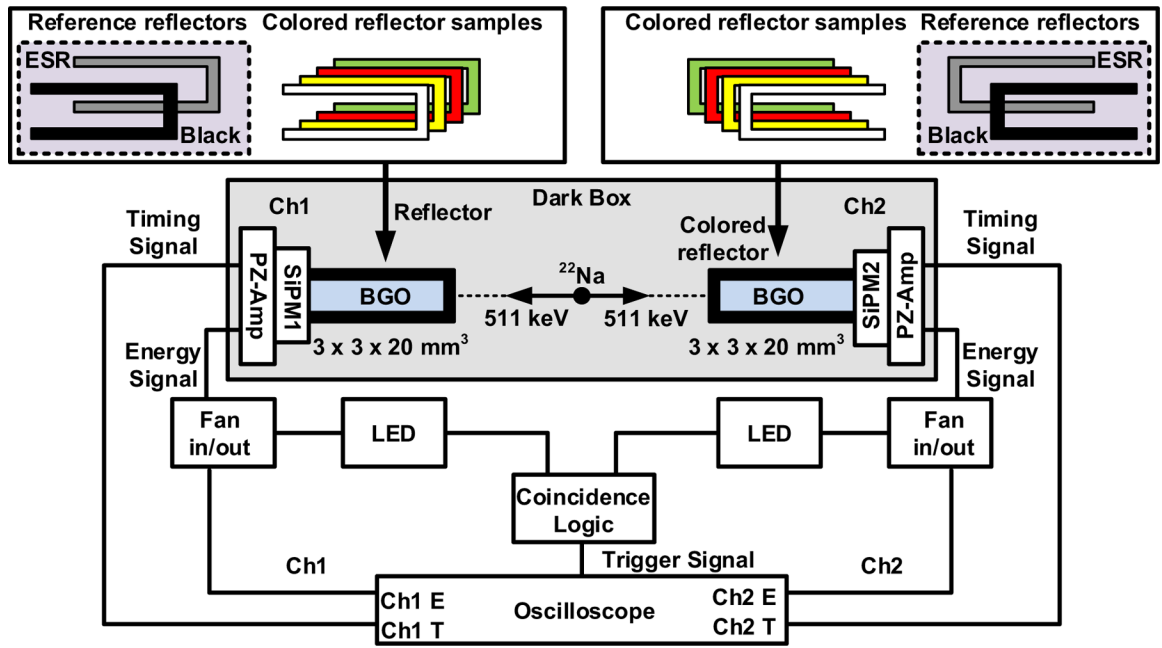 Reference reflectors
Colored reflector samples
ESR
Black
Colored reflector samples
Reference reflectors
ESR
Black
Dark Box
Ch1
Ch2
Reflector
Colored
reflector
Timing
Signal
Timing
Signal
PZ-Amp
SiPM1
BGO
22Na
BGO
SiPM2
PZ-Amp
511 keV
511 keV
3 x 3 x 20 mm3
3 x 3 x 20 mm3
Energy
Signal
Energy
Signal
Fan
in/out
LED
LED
Fan
in/out
Coincidence
Logic
Trigger Signal
Ch1
Ch2
Ch1 E
Ch1 T
Oscilloscope
Ch2 E
Ch2 T